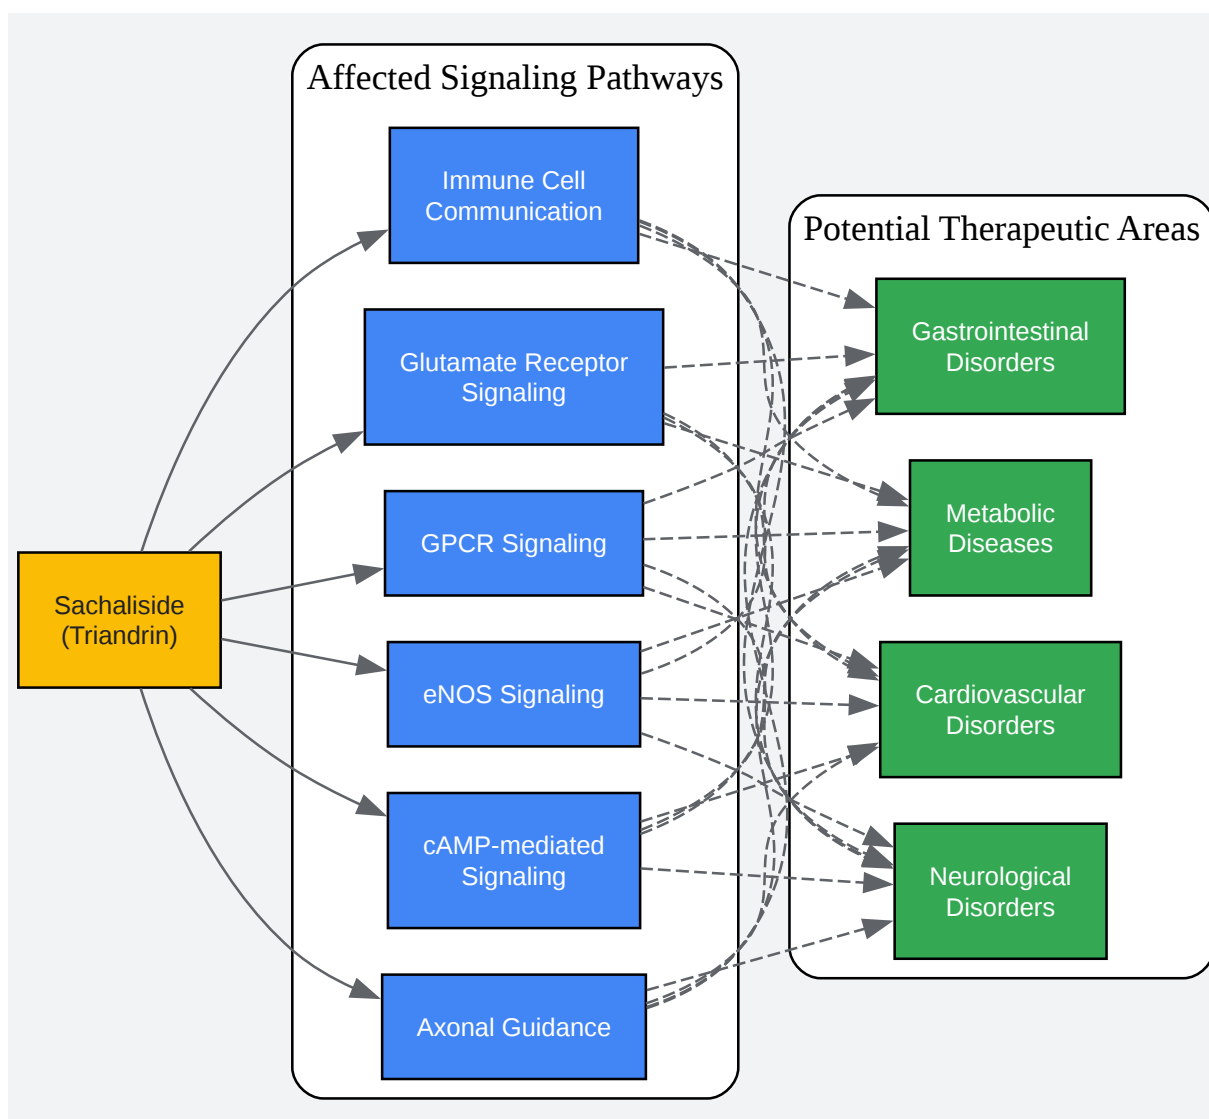 Affected Signaling Pathways
Immune Cell
Communication
Glutamate Receptor
Signaling
GPCR Signaling
eNOS Signaling
cAMP-mediated
Signaling
Axonal Guidance
Sachaliside
(Triandrin)
Potential Therapeutic Areas
Gastrointestinal
Disorders
Metabolic
Diseases
Cardiovascular
Disorders
Neurological
Disorders